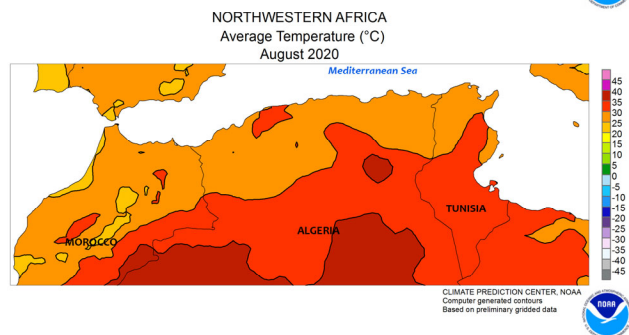 NORTHWESTERN AFRICA
Average Temperature (°C)
August 2020
Mediterranean Sea
45
40
35
30
25
20
15
10
5
0
-5
-10
-15
-20
-25
-30
-35
-40
-45
TUNISIA
ALGERIA
MOROCCO
CLIMATE PREDICTION CENTER, NOAA
Computer generated contours
Based on preliminary gridded data
NOAA